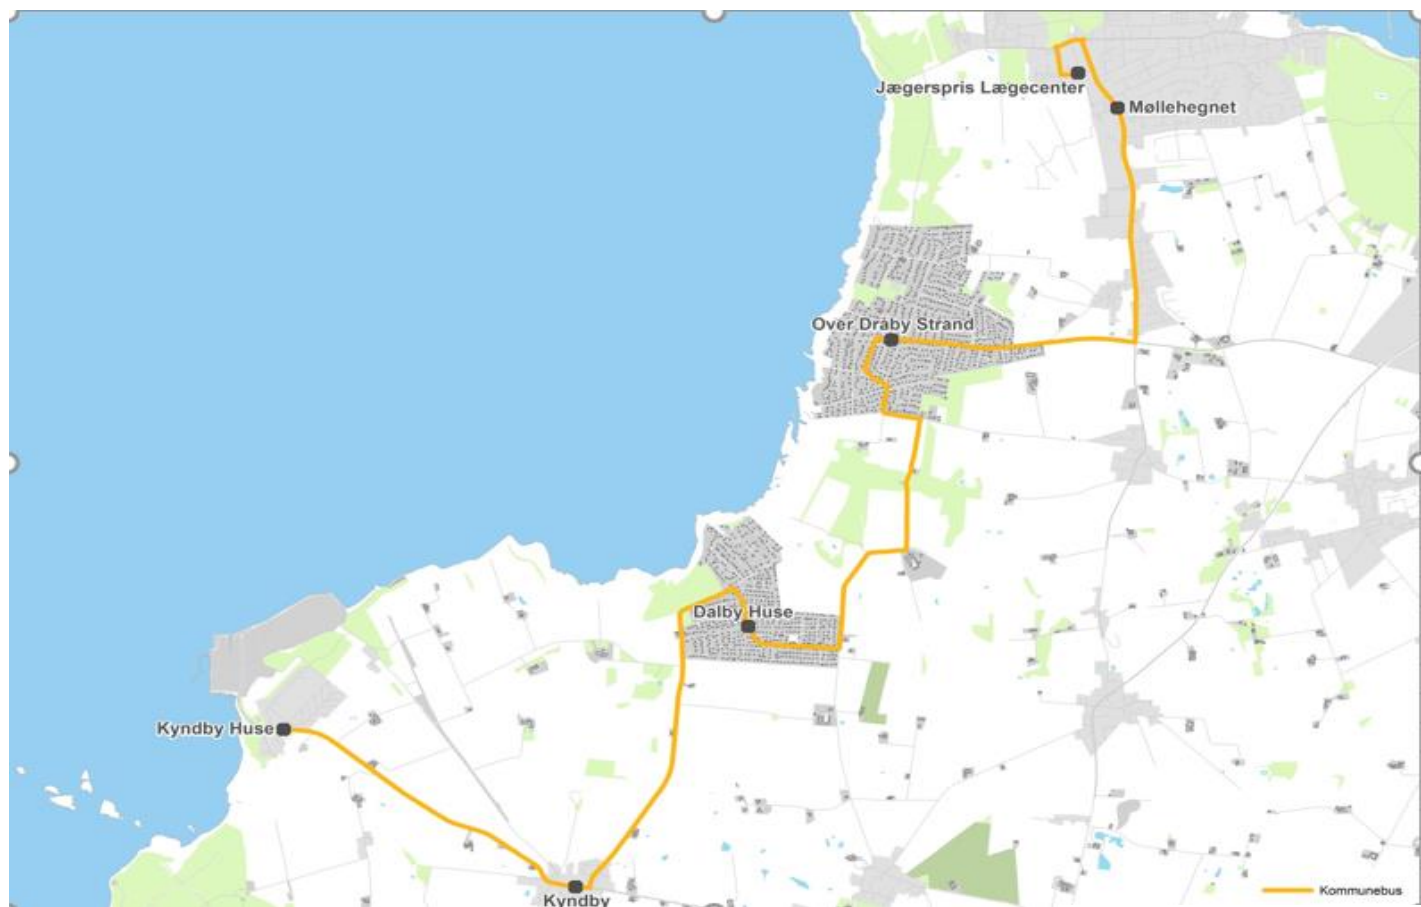 Jægerspris Lægecenter
Møllehegnet
Over Dråby Strand
Dalby Huse
Kyndby Huse
Kyndby
Kommunebus